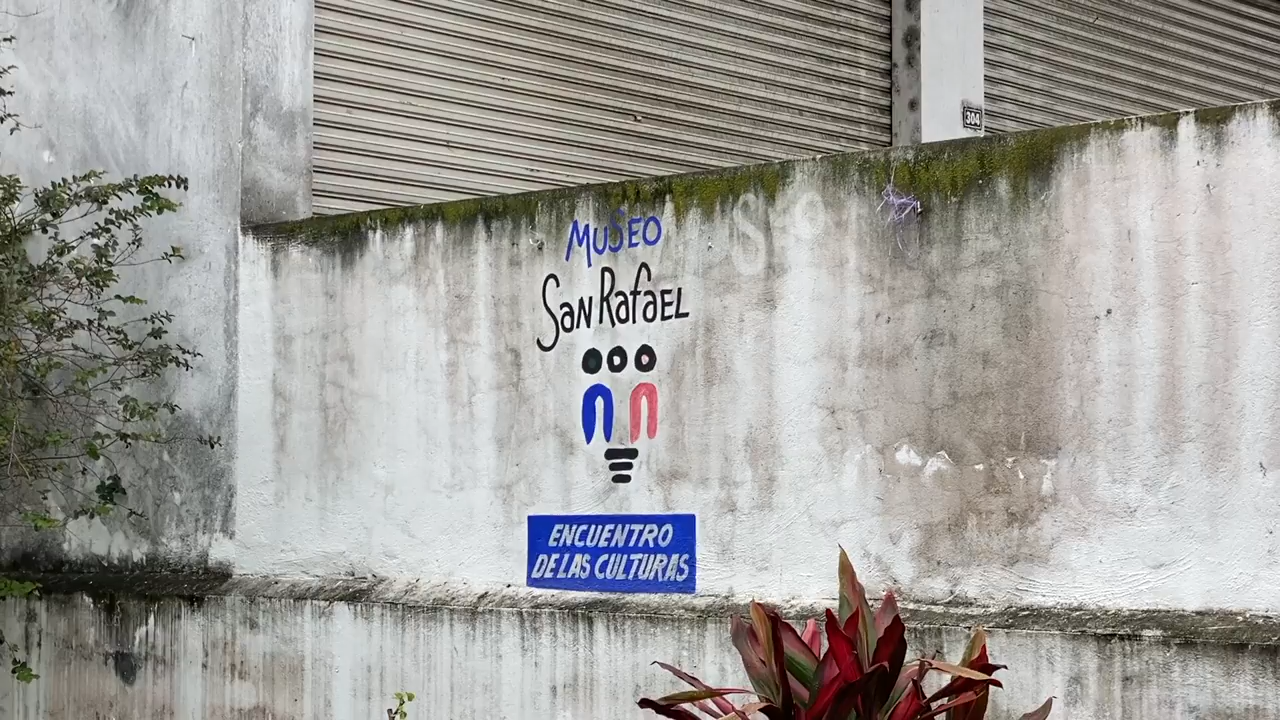 304
MUSEO
San Rafael
ENCUENTRO
DE LAS CULTURAS